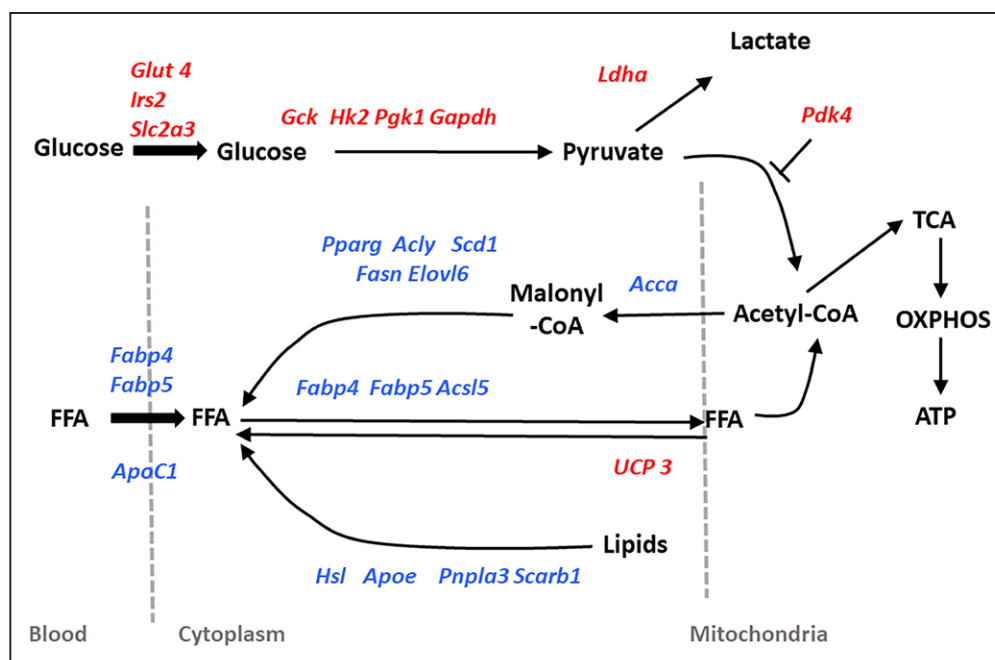 Lactate
Glut 4
Irs2
Slc2a3
Ldha
Gck Hk2 Pgk1 Gapdh
Pdk4
Glucose
Glucose
Pyruvate
TCA
Pparg Acly Scd1
Fasn Elovl6
Acca
Malonyl
-CoA
Acetyl-CoA
OXPHOS
Fabp4
Fabp5
Fabp4 Fabp5 Acsl5
FFA
FFA
FFA
ATP
ApoC1
UCP 3
Lipids
Hsl Apoe Pnpla3 Scarb1
Blood
Cytoplasm
Mitochondria